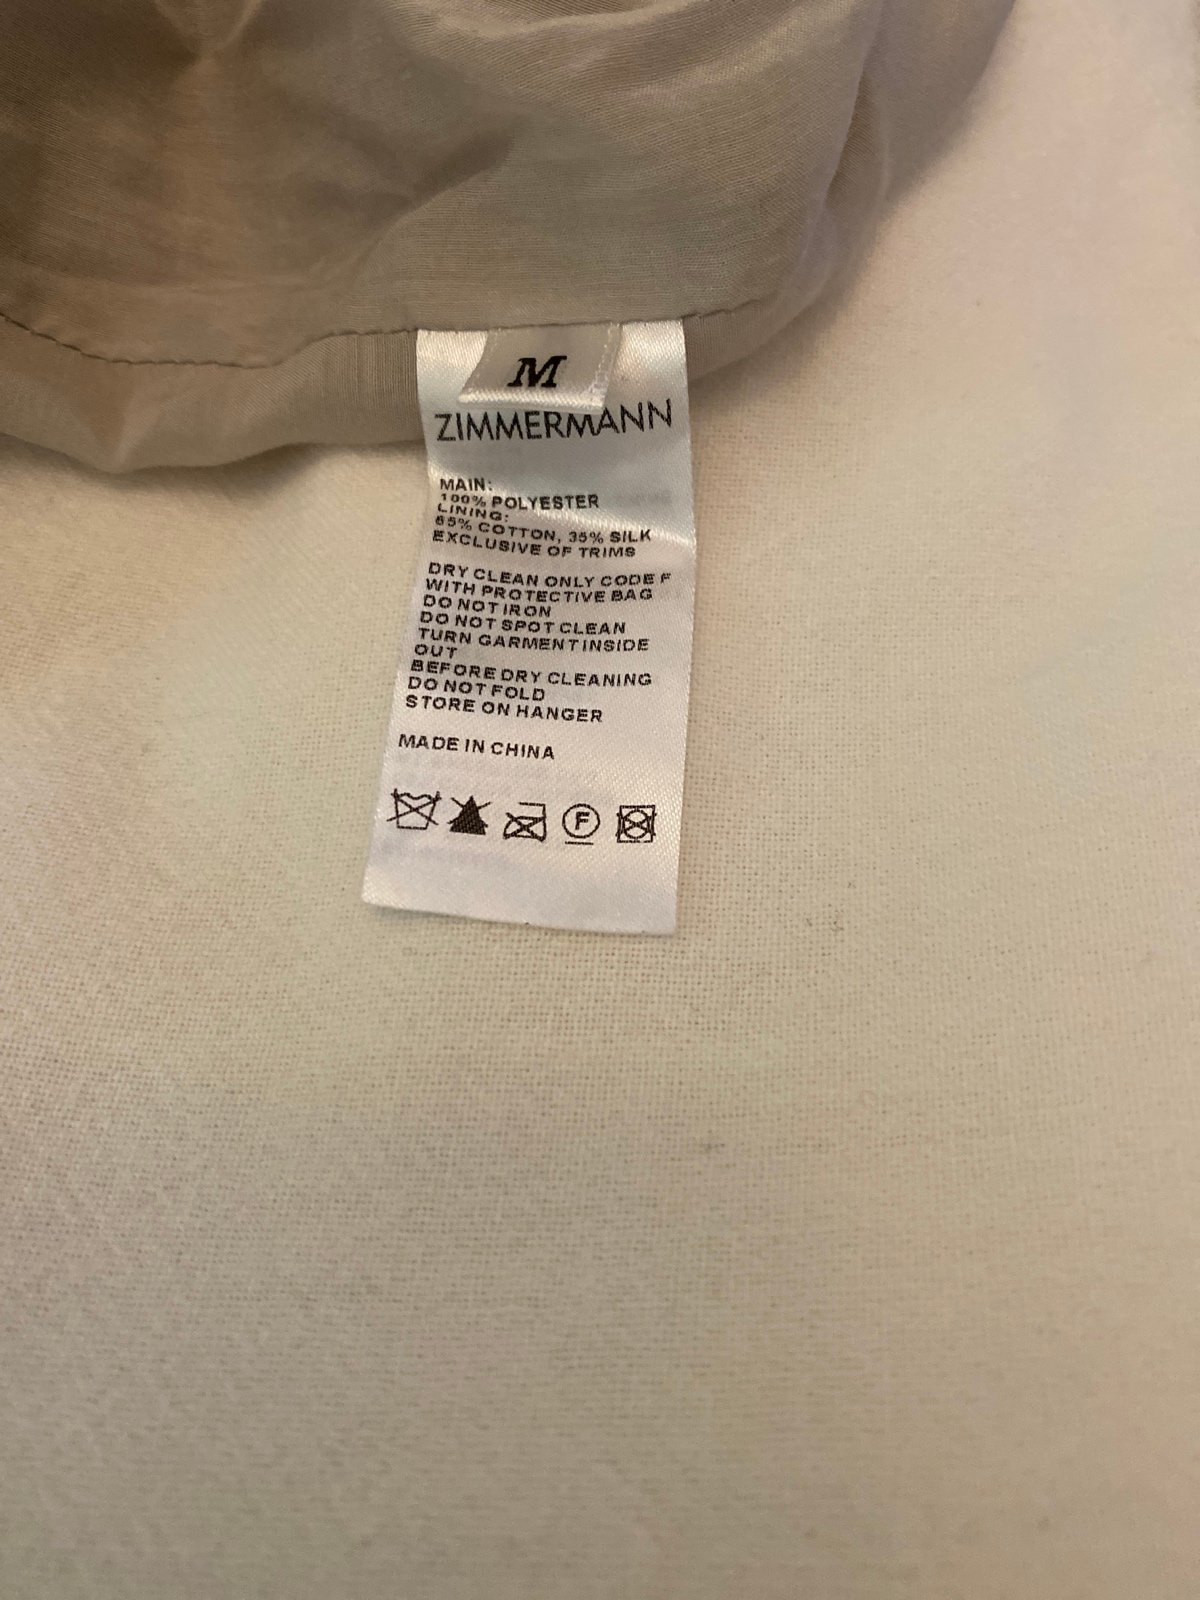 M
ZIMMERMANN
MAIN:
100% POLYESTER
LINING:
65% COTTON, 35% SILK
EXCLUSIVE OF TRIMS
DRY CLEAN ONLY CODE F
WITH PROTECTIVE BAG
DO NOT IRON
DO NOT SPOT CLEAN
TURN GARMENT INSIDE
OUT
BEFORE DRY CLEANING
DO NOT FOLD
STORE ON HANGER
MADE IN CHINA
F